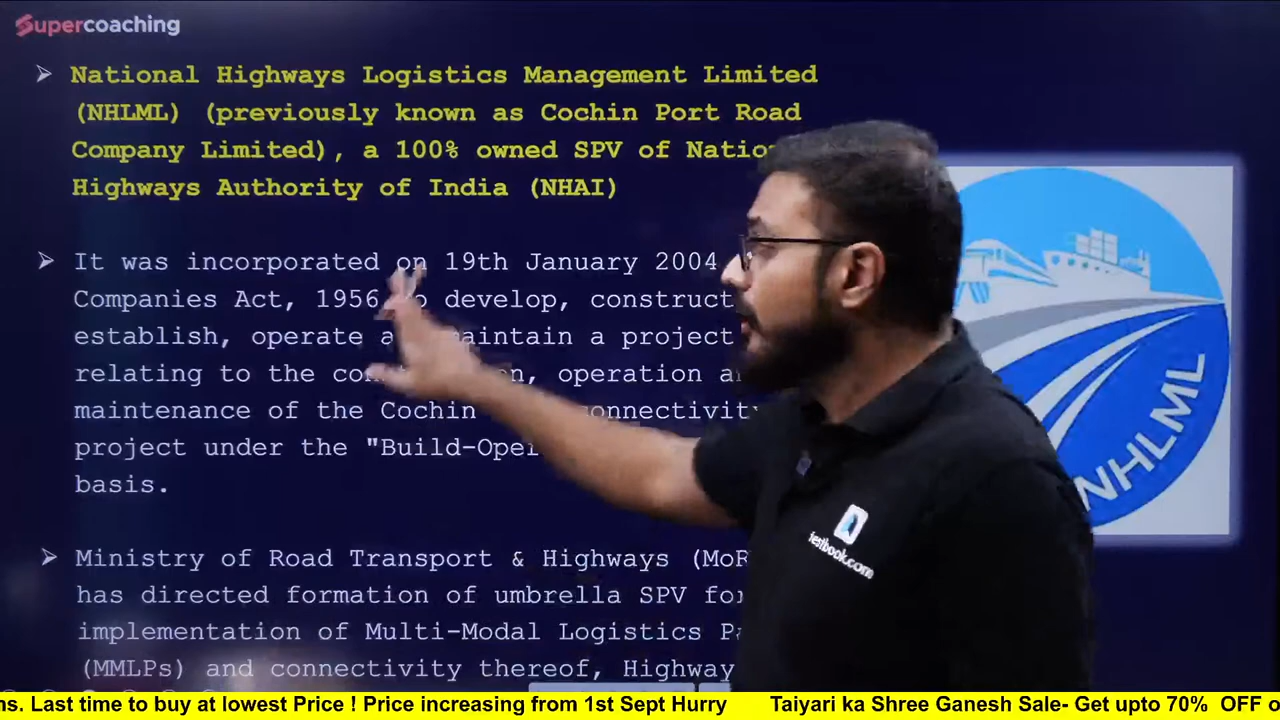 Supercoaching
➢ National Highways Logistics Management Limited
(NHLML) (previously known as Cochin Port Road
Company Limited), a 100% owned SPV of
Highways Authority of India (NHAI)
➢ It was incorporated on 19th January 2004
Companies Act, 1956 develop,
establish, operate maintain a project
relating to the operation
maintenance of the Cochin connectivity
project under the
basis.
➢ Ministry of Road Transport & Highways
has directed formation of umbrella SPV
implementation of Multi-Modal Logistics
(MMLPs) and connectivity thereof,
NHLML
testbook.com
Last time to buy at lowest Price ! Price increasing from 1st Sept Hurry Taiyari ka Shree Ganesh Sale- Get upto 70% OFF